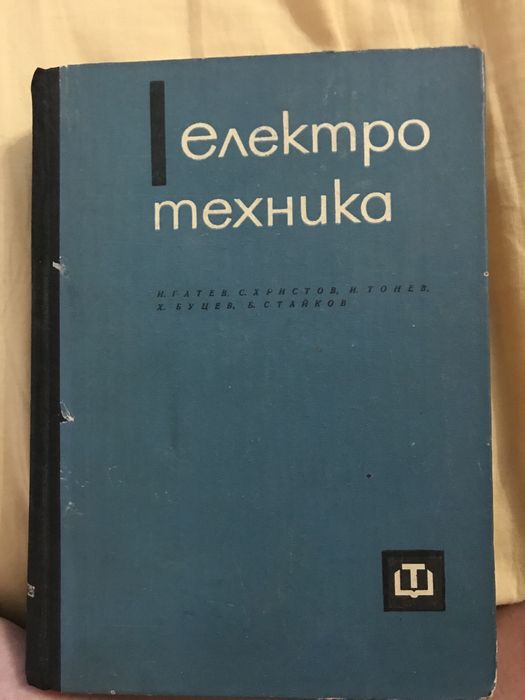 електро
техника
И. ГАТЕВ, С. ХРИСТОВ, И. ТОНЕВ,
Х. БУЦЕВ, Б. СТАЙКОВ
Т